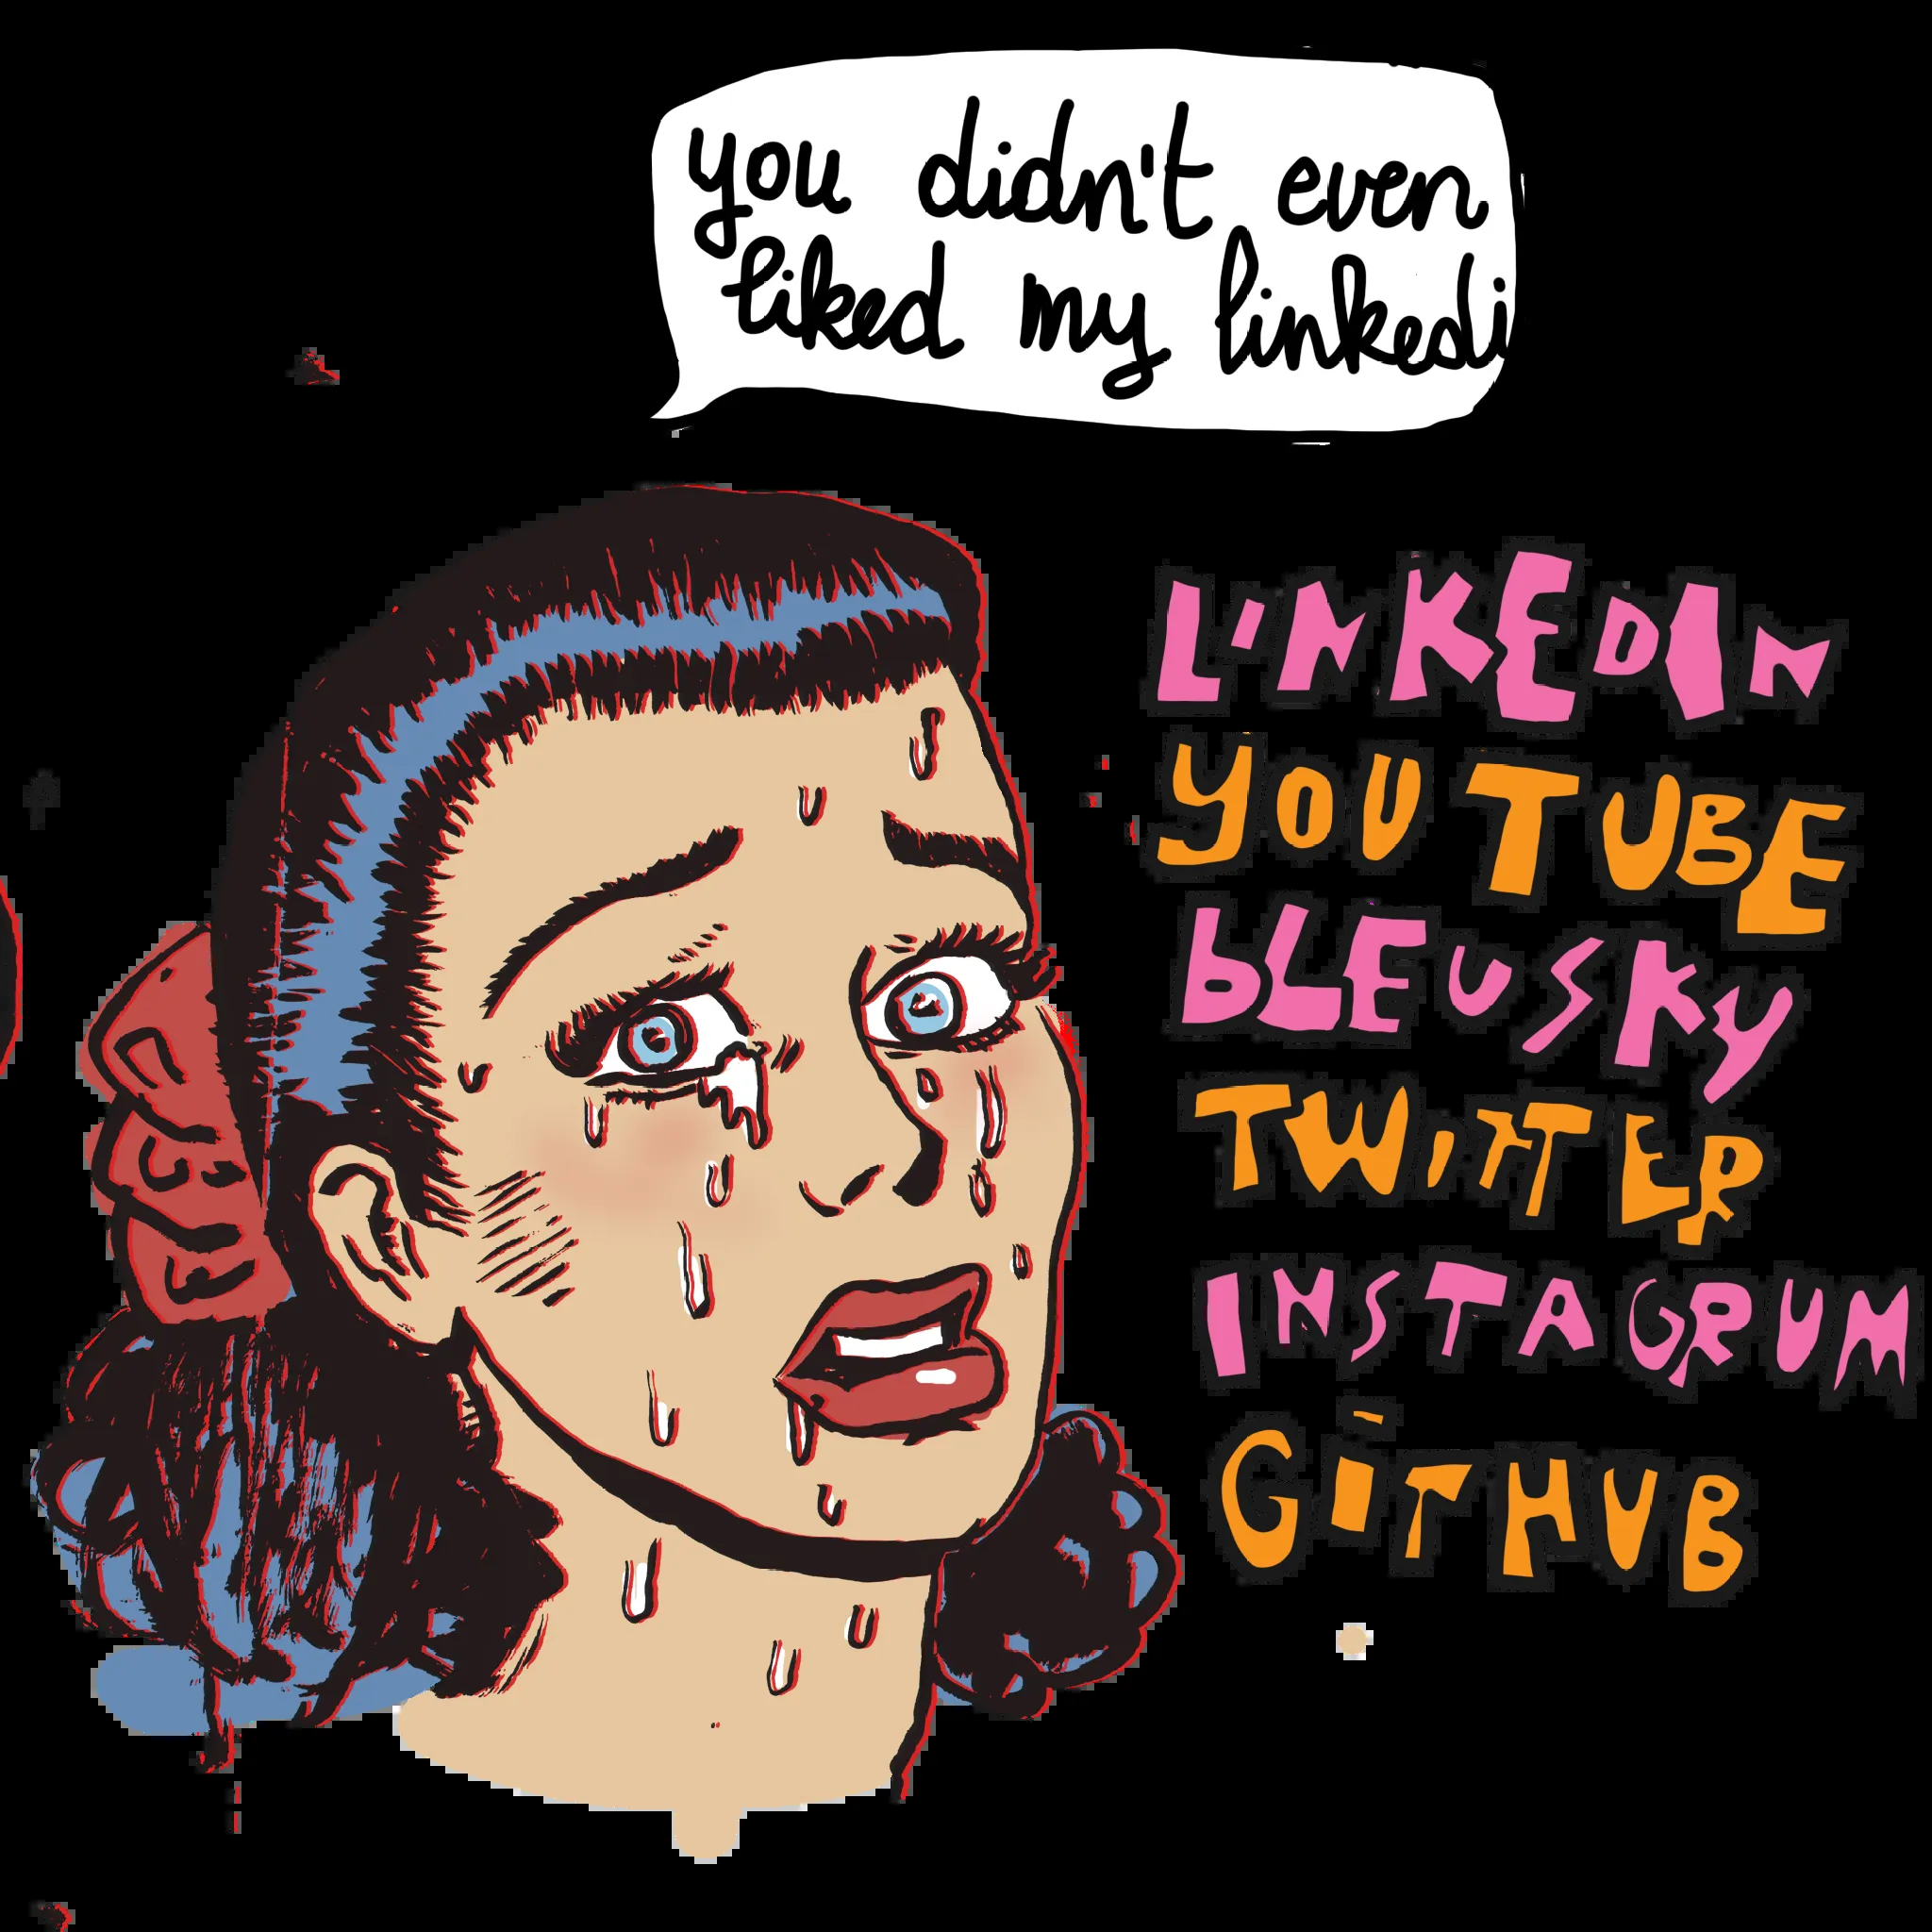 you didn't even
liked my linkedi
LiNKEDIN
YOUTUBE
bLEUSKY
TWITTER
INSTAGRUM
GITHUB